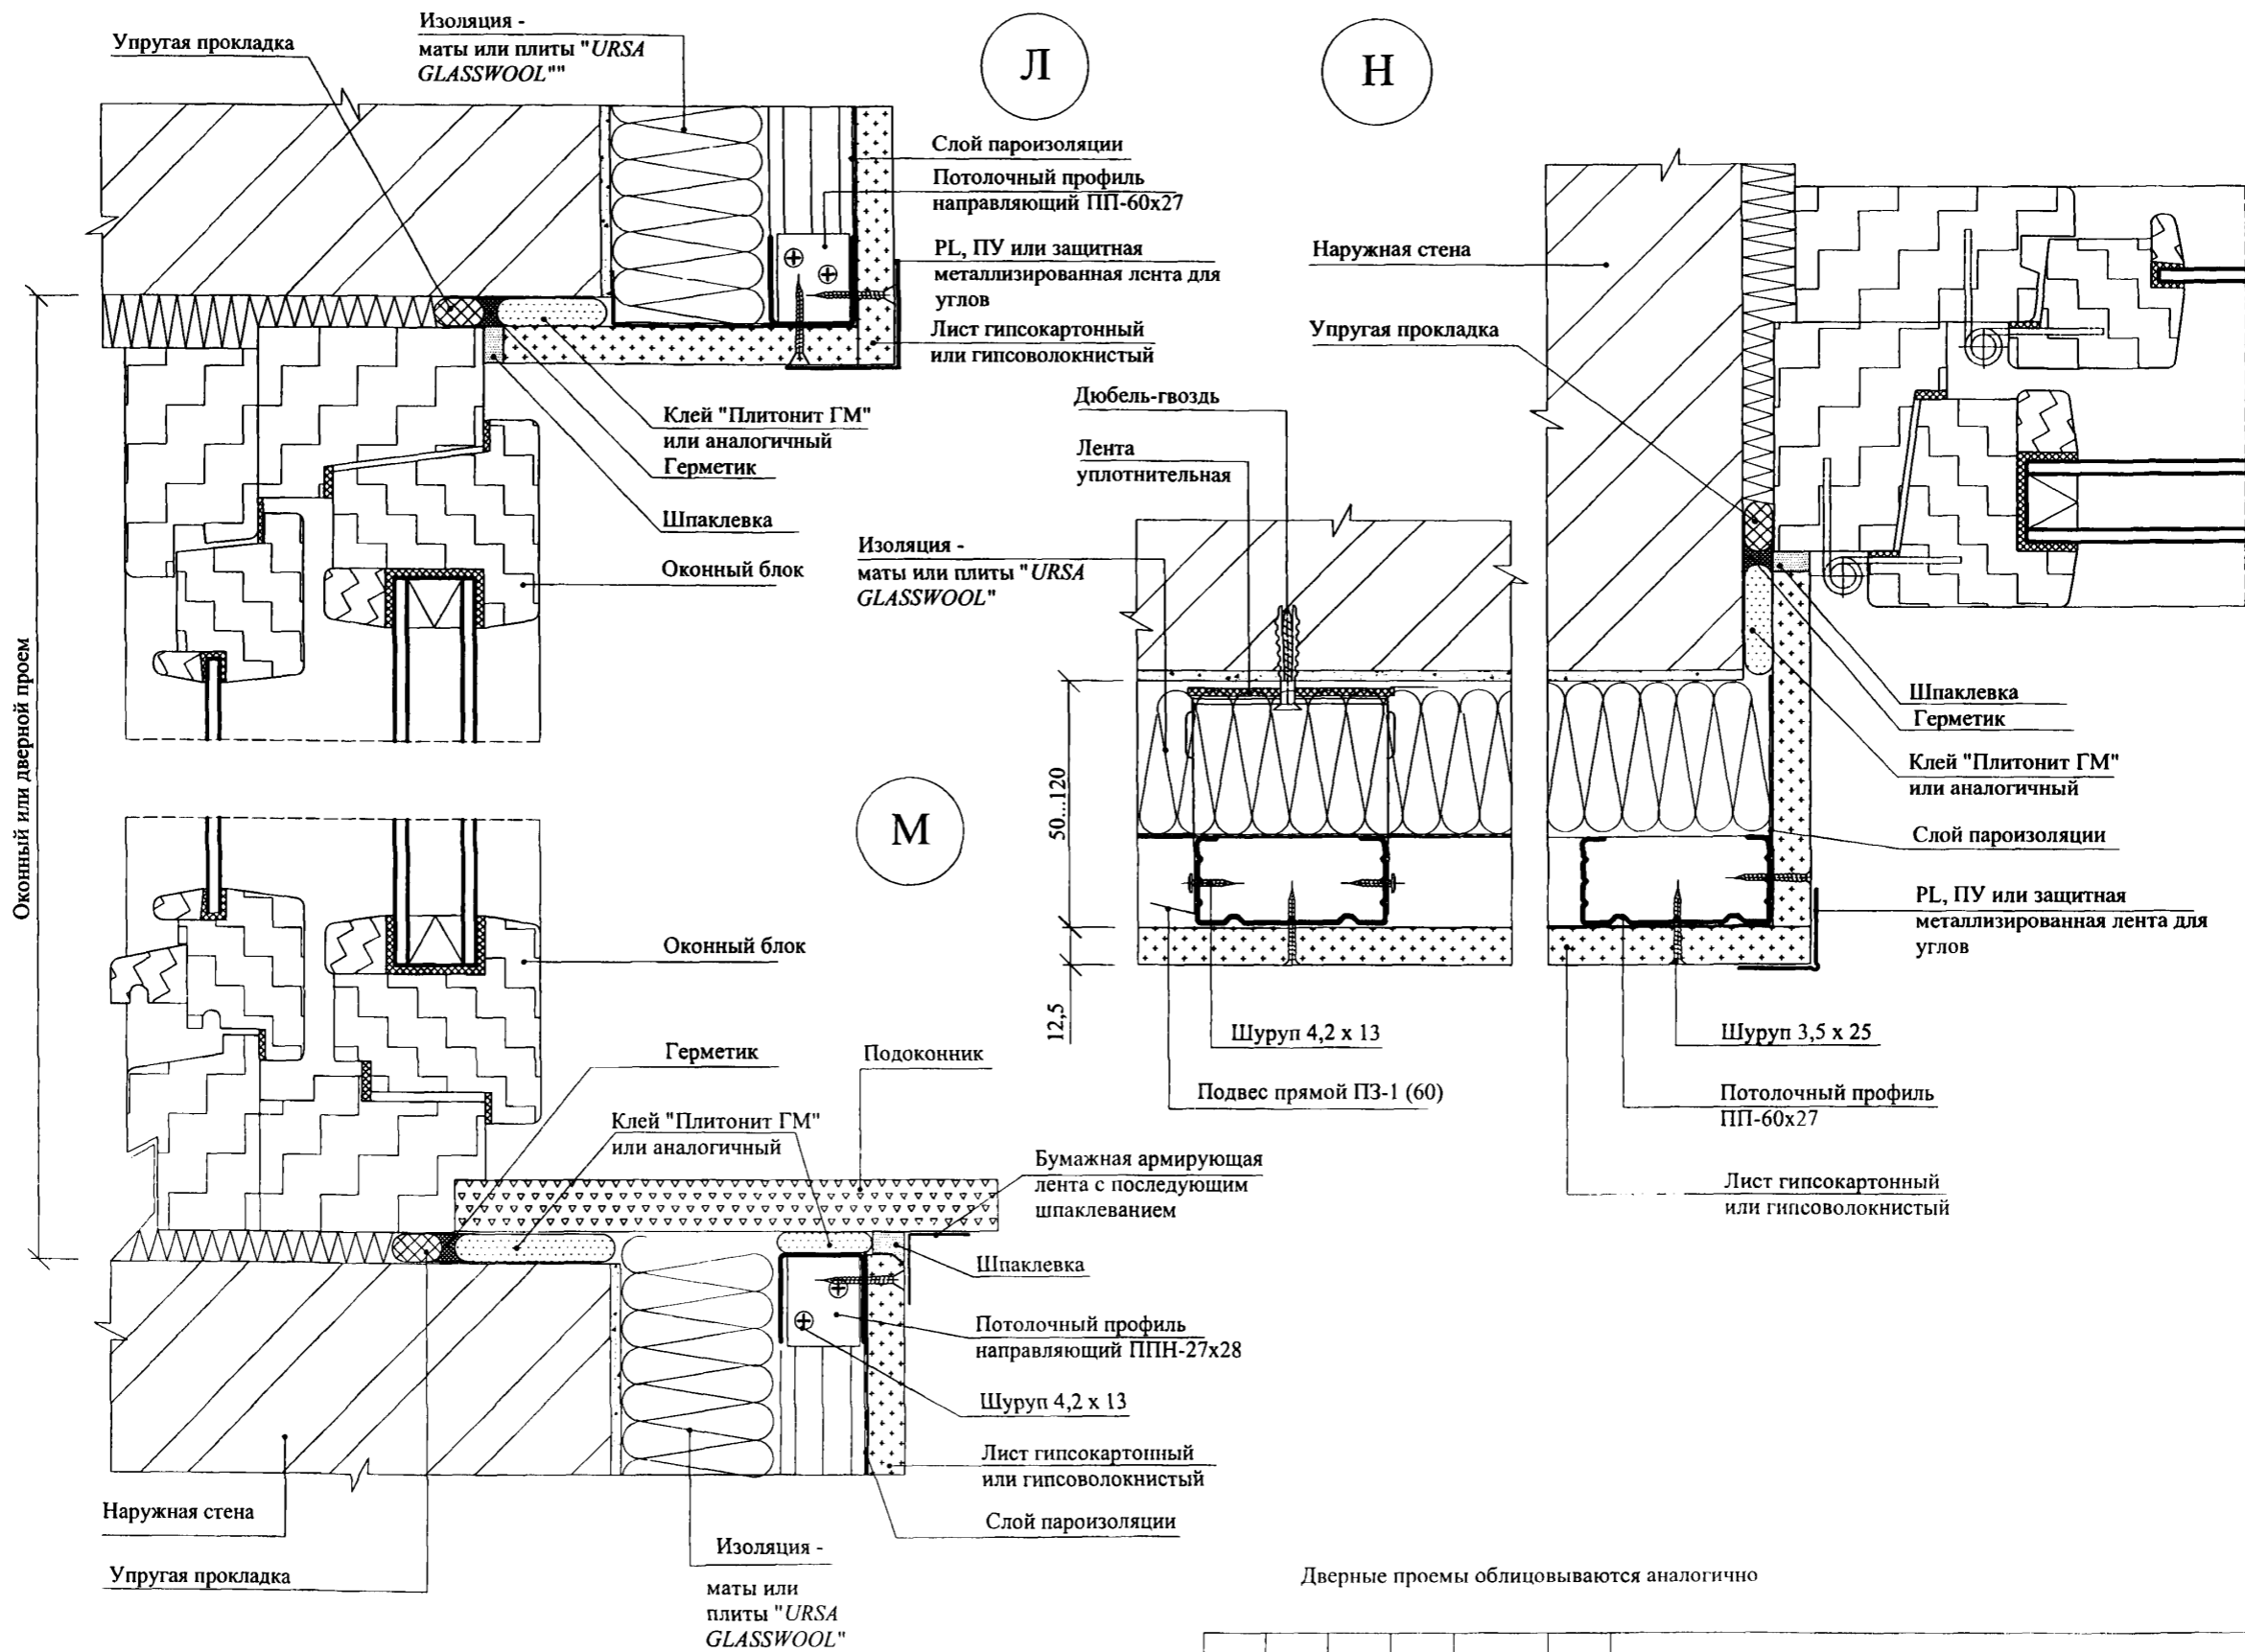 Упругая прокладка
Изоляция -
маты или плиты "URSA
GLASSWOOL""
Л
Н
Слой пароизоляции
Потолочный профиль
направляющий ПП-60х27
PL, ПУ или защитная
металлизированная лента для
углов
Лист гипсокартонный
или гипсоволокнистый
Клей "Плитонит ГМ"
или аналогичный
Герметик
Шпаклевка
Оконный блок
Оконный или дверной проем
М
Оконный блок
Герметик
Подоконник
Клей "Плитонит ГМ"
или аналогичный
Бумажная армирующая
лента с последующим
шпаклеванием
Шпаклевка
Потолочный профиль
направляющий ППН-27х28
Шуруп 4,2 х 13
Лист гипсокартонный
или гипсоволокнистый
Слой пароизоляции
Наружная стена
Упругая прокладка
Изоляция -
маты или
плиты "URSA
GLASSWOOL"
Наружная стена
Упругая прокладка
Дюбель-гвоздь
Лента
уплотнительная
Изоляция -
маты или плиты "URSA
GLASSWOOL"
50...120
12,5
Шуруп 4,2 х 13
Подвес прямой ПЗ-1 (60)
Шпаклевка
Герметик
Клей "Плитонит ГМ"
или аналогичный
Слой пароизоляции
PL, ПУ или защитная
металлизированная лента для
углов
Шуруп 3,5 х 25
Потолочный профиль
ПП-60х27
Лист гипсокартонный
или гипсоволокнистый
Дверные проемы облицовываются аналогично